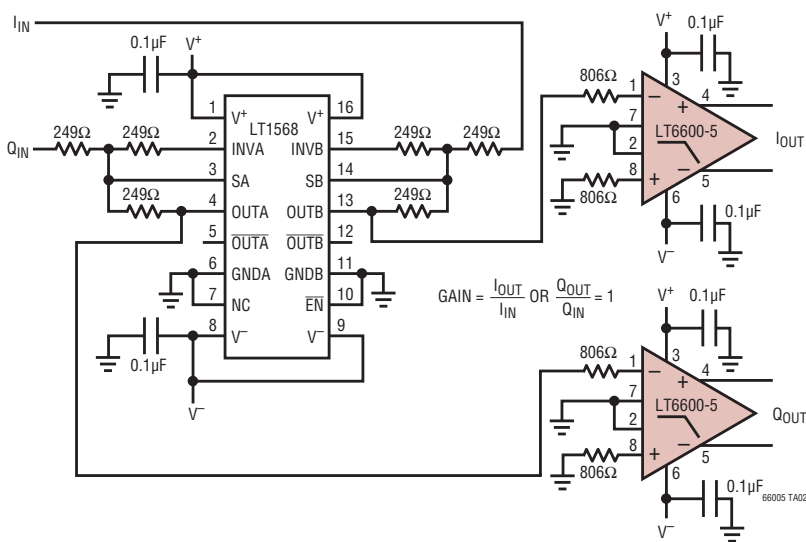 I_IN
0.1µF
V⁺
1
V⁺
LT1568
V⁺
16
Q_IN
249Ω
249Ω
2
INVA
INVB
15
249Ω
249Ω
3
SA
SB
14
249Ω
4
OUTA
OUTB
13
249Ω
5
O̅U̅T̅A̅
O̅U̅T̅B̅
12
6
GNDA
GNDB
11
7
NC
E̅N̅
10
8
V⁻
V⁻
9
0.1µF
V⁻
V⁺
0.1µF
3
806Ω
1
−
+
4
7
LT6600-5
I_OUT
2
8
+
−
5
806Ω
6
0.1µF
V⁻
GAIN = I_OUT/I_IN OR Q_OUT/Q_IN = 1
V⁺
0.1µF
3
806Ω
1
−
+
4
7
LT6600-5
Q_OUT
2
8
+
−
5
806Ω
6
0.1µF
V⁻
66005 TA02